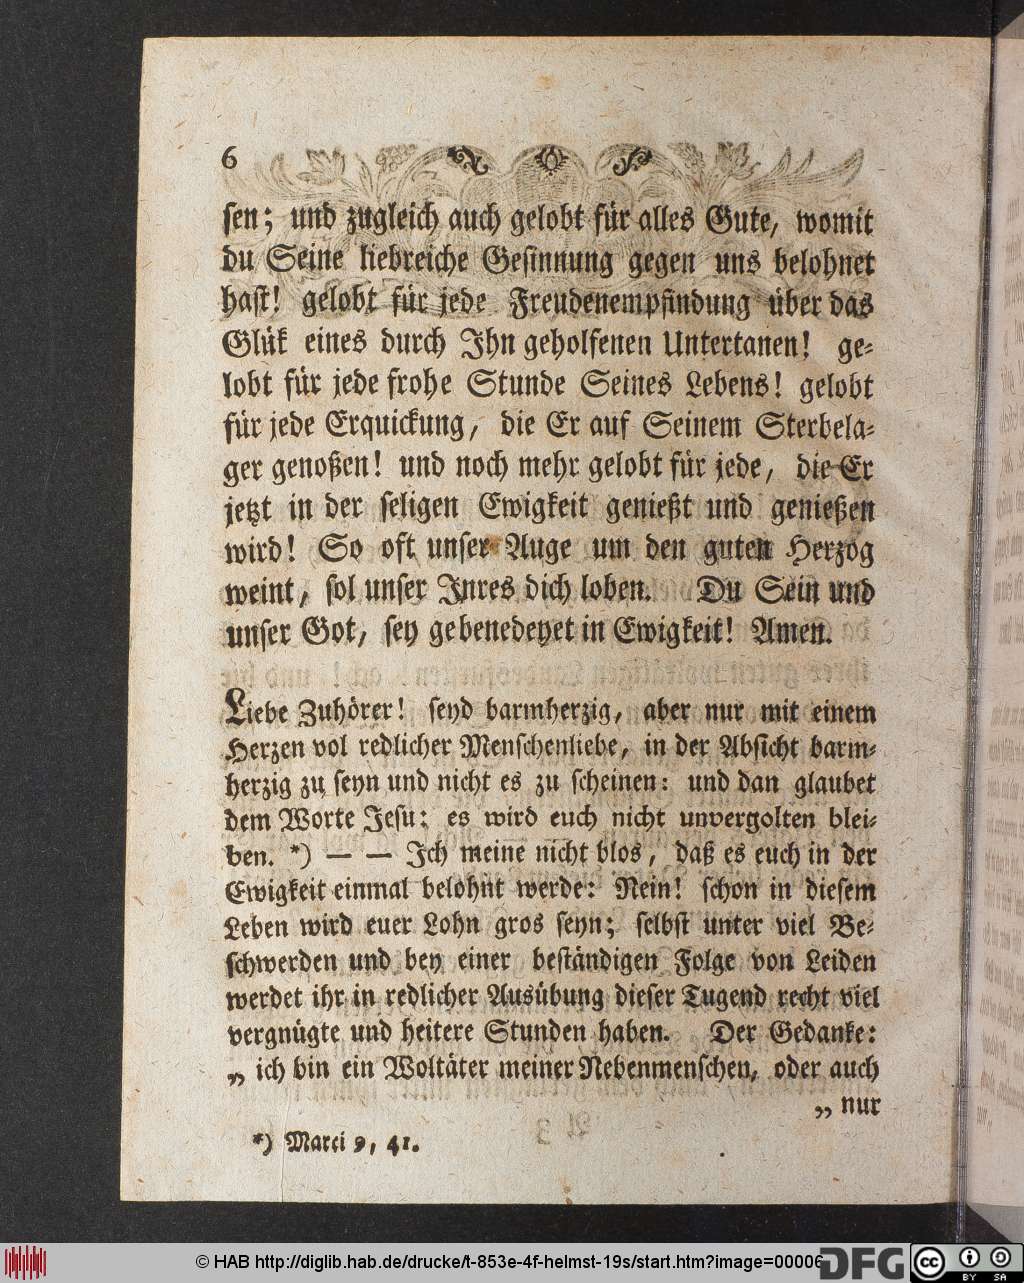 6
sen; und zugleich auch gelobt für alles Gute, womit
du Seine liebreiche Gesinnung gegen uns belohnet
hast! gelobt für jede Freudenempfindung über das
Glük eines durch Ihn geholfenen Untertanen! ge-
lobt für jede frohe Stunde Seines Lebens! gelobt
für jede Erquickung, die Er auf Seinem Sterbela-
ger genoßen! und noch mehr gelobt für jede, die Er
jetzt in der seligen Ewigkeit genießt und genießen
wird! So oft unser Auge um den guten Herzog
weint, sol unser Inres dich loben. Du Sein und
unser Got, sey gebenedeyet in Ewigkeit! Amen.
Liebe Zuhörer! seyd barmherzig, aber nur mit einem
Herzen vol redlicher Menschenliebe, in der Absicht barm-
herzig zu seyn und nicht es zu scheinen: und dan glaubet
dem Worte Jesu: es wird euch nicht unvergolten blei-
ben. *) — — Ich meine nicht blos, daß es euch in der
Ewigkeit einmal belohnt werde: Nein! schon in diesem
Leben wird euer Lohn gros seyn; selbst unter viel Be-
schwerden und bey einer beständigen Folge von Leiden
werdet ihr in redlicher Ausübung dieser Tugend recht viel
vergnügte und heitere Stunden haben. Der Gedanke:
„ ich bin ein Woltäter meiner Nebenmenschen, oder auch
„ nur
*) Marci 9, 41.
© HAB http://diglib.hab.de/drucke/t-853e-4f-helmst-19s/start.htm?image=00006
DFG
cc BY SA